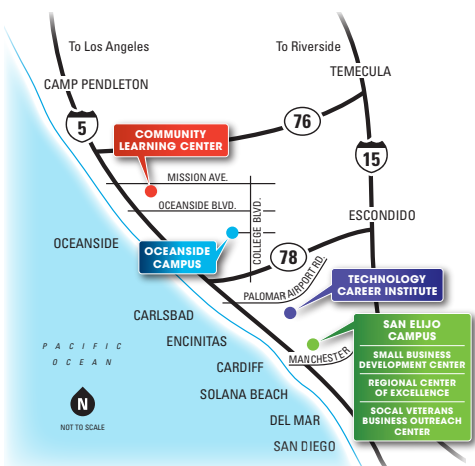 To Los Angeles
To Riverside
TEMECULA
CAMP PENDLETON
5
76
COMMUNITY
LEARNING CENTER
15
MISSION AVE.
OCEANSIDE BLVD.
COLLEGE BLVD.
ESCONDIDO
OCEANSIDE
OCEANSIDE
CAMPUS
78
PALOMAR AIRPORT RD.
TECHNOLOGY
CAREER INSTITUTE
CARLSBAD
SAN ELIJO
CAMPUS
SMALL BUSINESS
DEVELOPMENT CENTER
REGIONAL CENTER
OF EXCELLENCE
SOCAL VETERANS
BUSINESS OUTREACH
CENTER
ENCINITAS
PACIFIC
OCEAN
MANCHESTER
CARDIFF
SOLANA BEACH
N
NOT TO SCALE
DEL MAR
SAN DIEGO